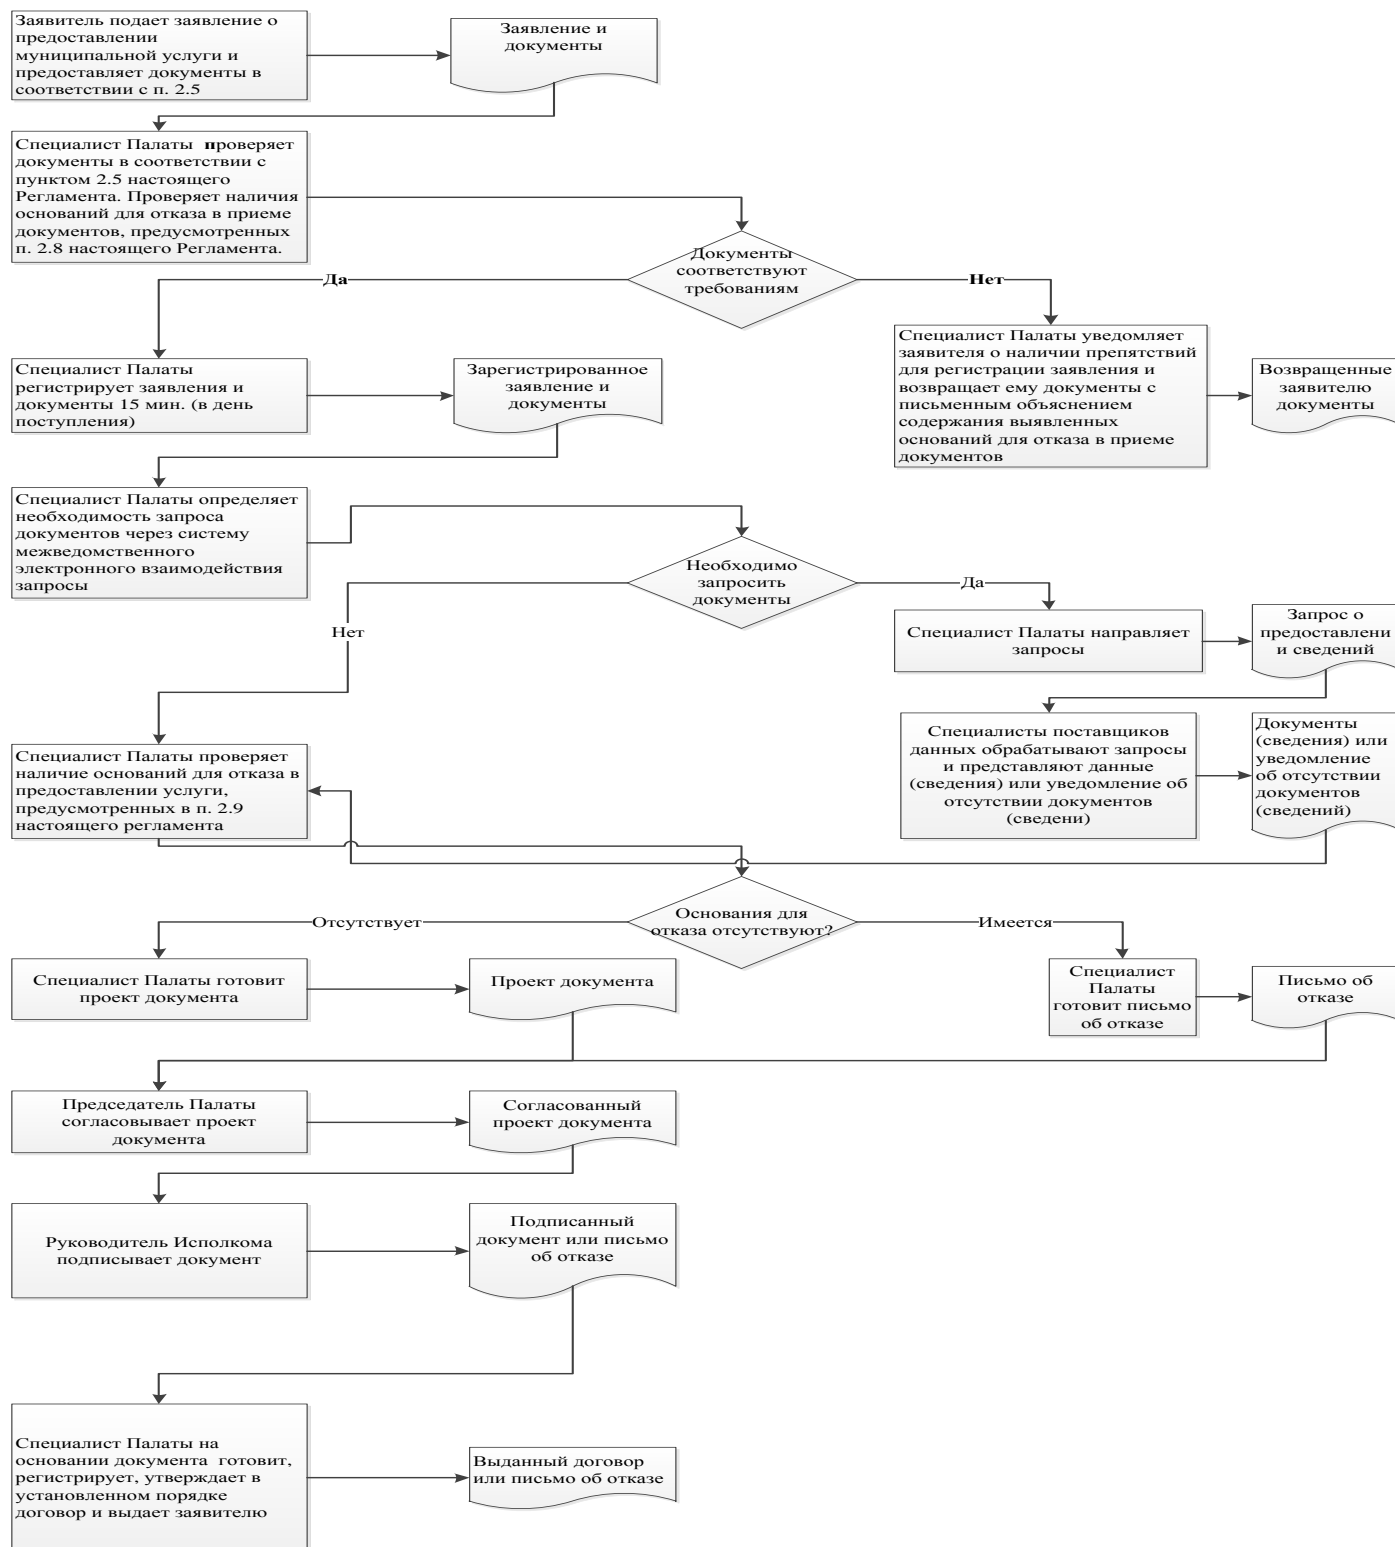 Заявитель подает заявление о
предоставлении
муниципальной услуги и
предоставляет документы в
соответствии с п. 2.5
Заявление и
документы
Специалист Палаты проверяет
документы в соответствии с
пунктом 2.5 настоящего
Регламента. Проверяет наличия
оснований для отказа в приеме
документов, предусмотренных
п. 2.8 настоящего Регламента.
Документы
соответствуют
требованиям
Да
Нет
Специалист Палаты
регистрирует заявления и
документы 15 мин. (в день
поступления)
Зарегистрированное
заявление и
документы
Специалист Палаты уведомляет
заявителя о наличии препятствий
для регистрации заявления и
возвращает ему документы с
письменным объяснением
содержания выявленных
оснований для отказа в приеме
документов
Возвращенные
заявителю
документы
Специалист Палаты определяет
необходимость запроса
документов через систему
межведомственного
электронного взаимодействия
запросы
Необходимо
запросить
документы
Да
Нет
Специалист Палаты направляет
запросы
Запрос о
предоставлени
и сведений
Специалисты поставщиков
данных обрабатывают запросы
и представляют данные
(сведения) или уведомление об
отсутствии документов
(сведени)
Документы
(сведения) или
уведомление
об отсутствии
документов
(сведений)
Специалист Палаты проверяет
наличие оснований для отказа в
предоставлении услуги,
предусмотренных в п. 2.9
настоящего регламента
Основания для
отказа отсутствуют?
Отсутствует
Имеется
Специалист Палаты готовит
проект документа
Проект документа
Специалист
Палаты
готовит письмо
об отказе
Письмо об
отказе
Председатель Палаты
согласовывает проект
документа
Согласованный
проект документа
Руководитель Исполкома
подписывает документ
Подписанный
документ или письмо
об отказе
Специалист Палаты на
основании документа готовит,
регистрирует, утверждает в
установленном порядке
договор и выдает заявителю
Выданный договор
или письмо об отказе